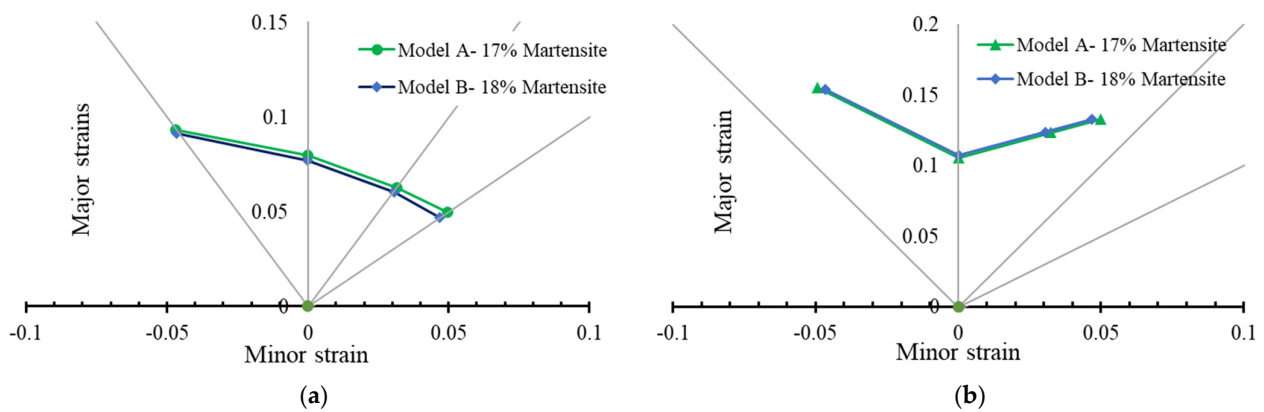 0.15
Model A- 17% Martensite
Model B- 18% Martensite
0.1
0.05
0
Major strains
-0.1 -0.05 0 0.05 0.1
Minor strain
(a)
0.2
Model A- 17% Martensite
Model B- 18% Martensite
0.15
0.1
0.05
0
Major strain
-0.1 -0.05 0 0.05 0.1
Minor strain
(b)